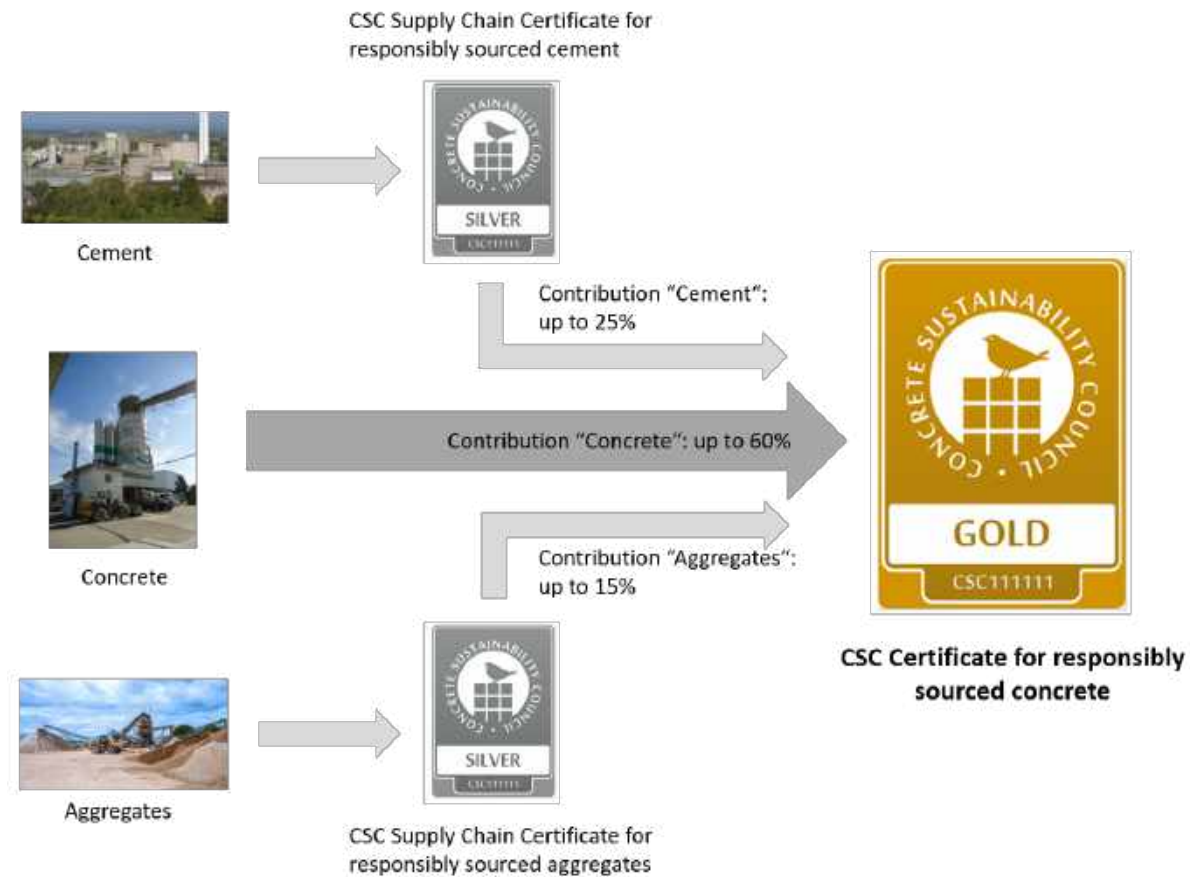 CSC Supply Chain Certificate for
responsibly sourced cement
CONCRETE SUSTAINABILITY COUNCIL
SILVER
CSC111111
Cement
Contribution “Cement“:
up to 25%
Contribution “Concrete“: up to 60%
Concrete
CONCRETE SUSTAINABILITY COUNCIL
GOLD
CSC111111
CSC Certificate for responsibly
sourced concrete
Contribution “Aggregates“:
up to 15%
CONCRETE SUSTAINABILITY COUNCIL
SILVER
CSC111111
Aggregates
CSC Supply Chain Certificate for
responsibly sourced aggregates